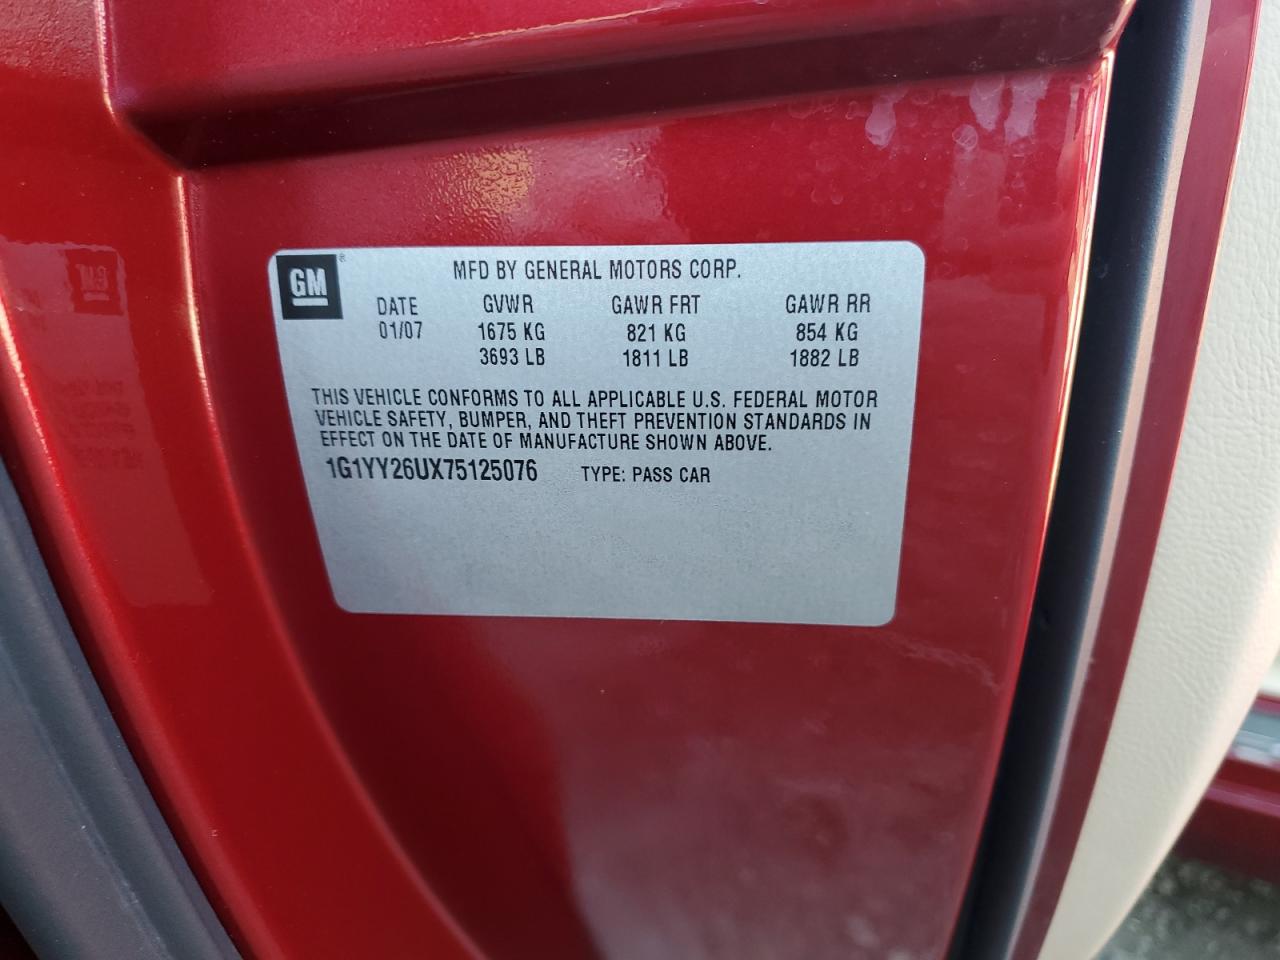 GM ® MFD BY GENERAL MOTORS CORP.
DATE GVWR GAWR FRT GAWR RR
01/07 1675 KG 821 KG 854 KG
3693 LB 1811 LB 1882 LB
THIS VEHICLE CONFORMS TO ALL APPLICABLE U.S. FEDERAL MOTOR
VEHICLE SAFETY, BUMPER, AND THEFT PREVENTION STANDARDS IN
EFFECT ON THE DATE OF MANUFACTURE SHOWN ABOVE.
1G1YY26UX75125076 TYPE: PASS CAR